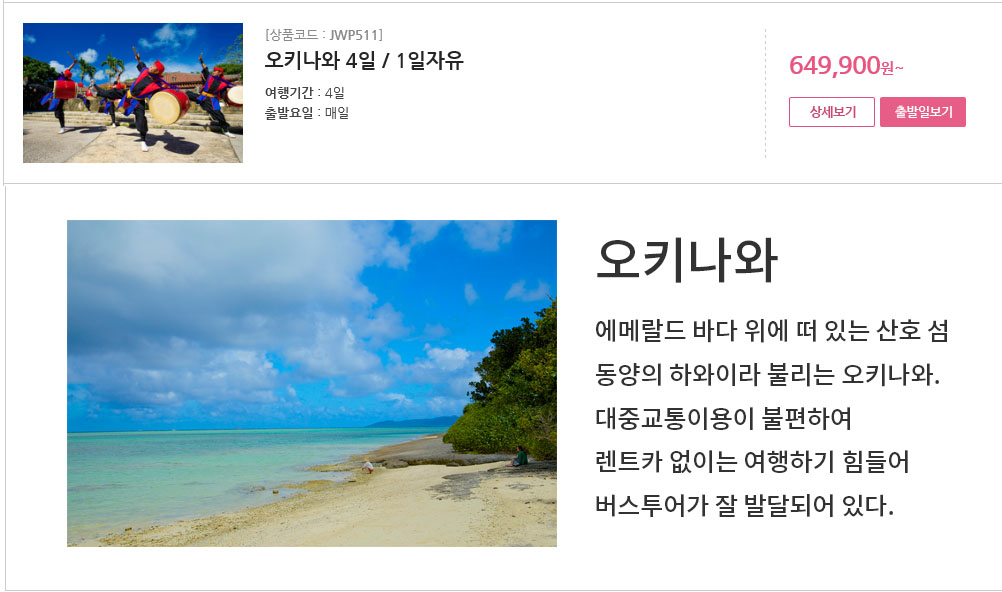 [상품코드 : JWP511]
오키나와 4일 / 1일자유
여행기간 : 4일
출발요일 : 매일
649,900원~
상세보기
출발일보기
오키나와
에메랄드 바다 위에 떠 있는 산호 섬
동양의 하와이라 불리는 오키나와.
대중교통이용이 불편하여
렌트카 없이는 여행하기 힘들어
버스투어가 잘 발달되어 있다.